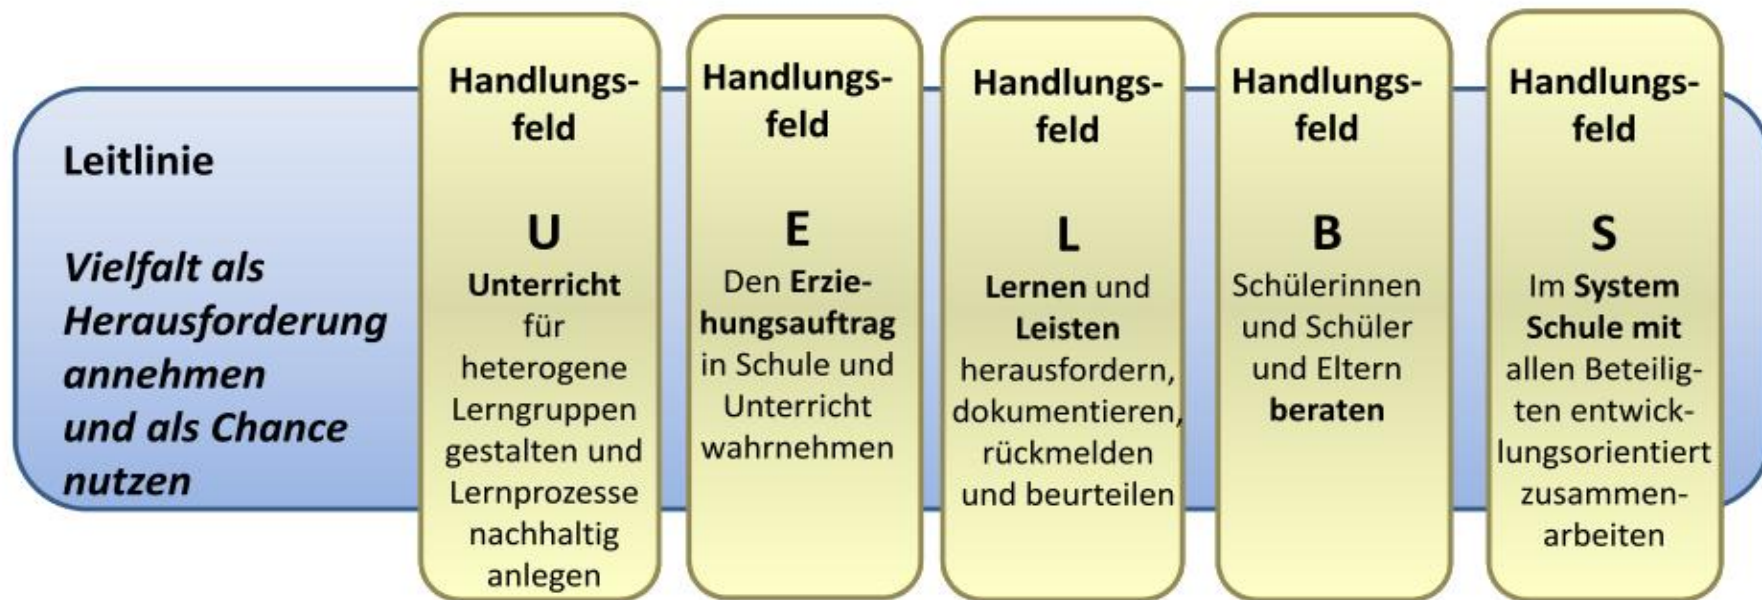 Leitlinie
Vielfalt als
Herausforderung
annehmen
und als Chance
nutzen
Handlungs-
feld
U
Unterricht
für
heterogene
Lerngruppen
gestalten und
Lernprozesse
nachhaltig
anlegen
Handlungs-
feld
E
Den Erzie-
hungsauftrag
in Schule und
Unterricht
wahrnehmen
Handlungs-
feld
L
Lernen und
Leisten
herausfordern,
dokumentieren,
rückmelden
und beurteilen
Handlungs-
feld
B
Schülerinnen
und Schüler
und Eltern
beraten
Handlungs-
feld
S
Im System
Schule mit
allen Beteilig-
ten entwick-
lungsorientiert
zusammen-
arbeiten